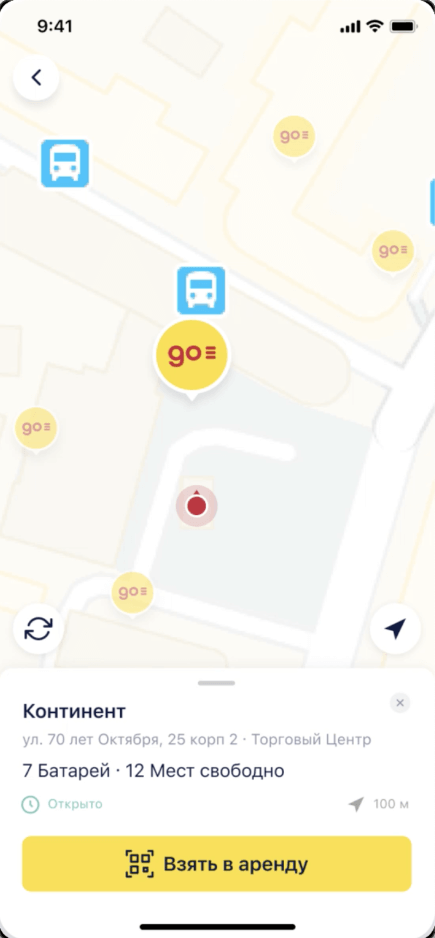 9:41
go
go
go
go
go
Континент
ул. 70 лет Октября, 25 корп 2 · Торговый Центр
7 Батарей · 12 Мест свободно
Открыто
100 м
Взять в аренду